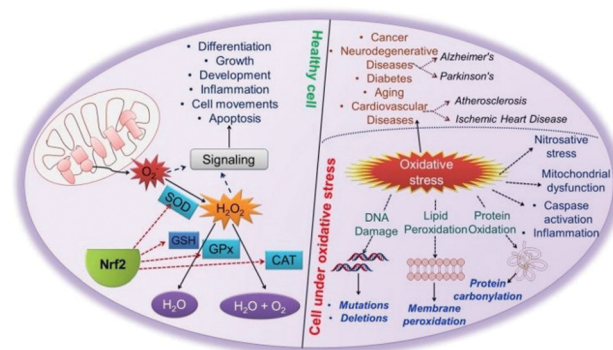 • Differentiation
• Growth
• Development
• Inflammation
• Cell movements
• Apoptosis
Signaling
O₂
SOD
H₂O₂
GSH
GPx
CAT
Nrf2
H₂O
H₂O + O₂
Healthy cell
Cell under oxidative stress
• Cancer
• Neurodegenerative
Diseases
• Diabetes
• Aging
• Cardiovascular
Diseases
Alzheimer's
Parkinson's
Atherosclerosis
Ischemic Heart Disease
Oxidative
stress
Nitrosative
stress
Mitochondrial
dysfunction
• Caspase
activation
• Inflammation
DNA
Damage
Lipid
Peroxidation
Protein
Oxidation
• Mutations
• Deletions
Membrane
peroxidation
Protein
carbonylation